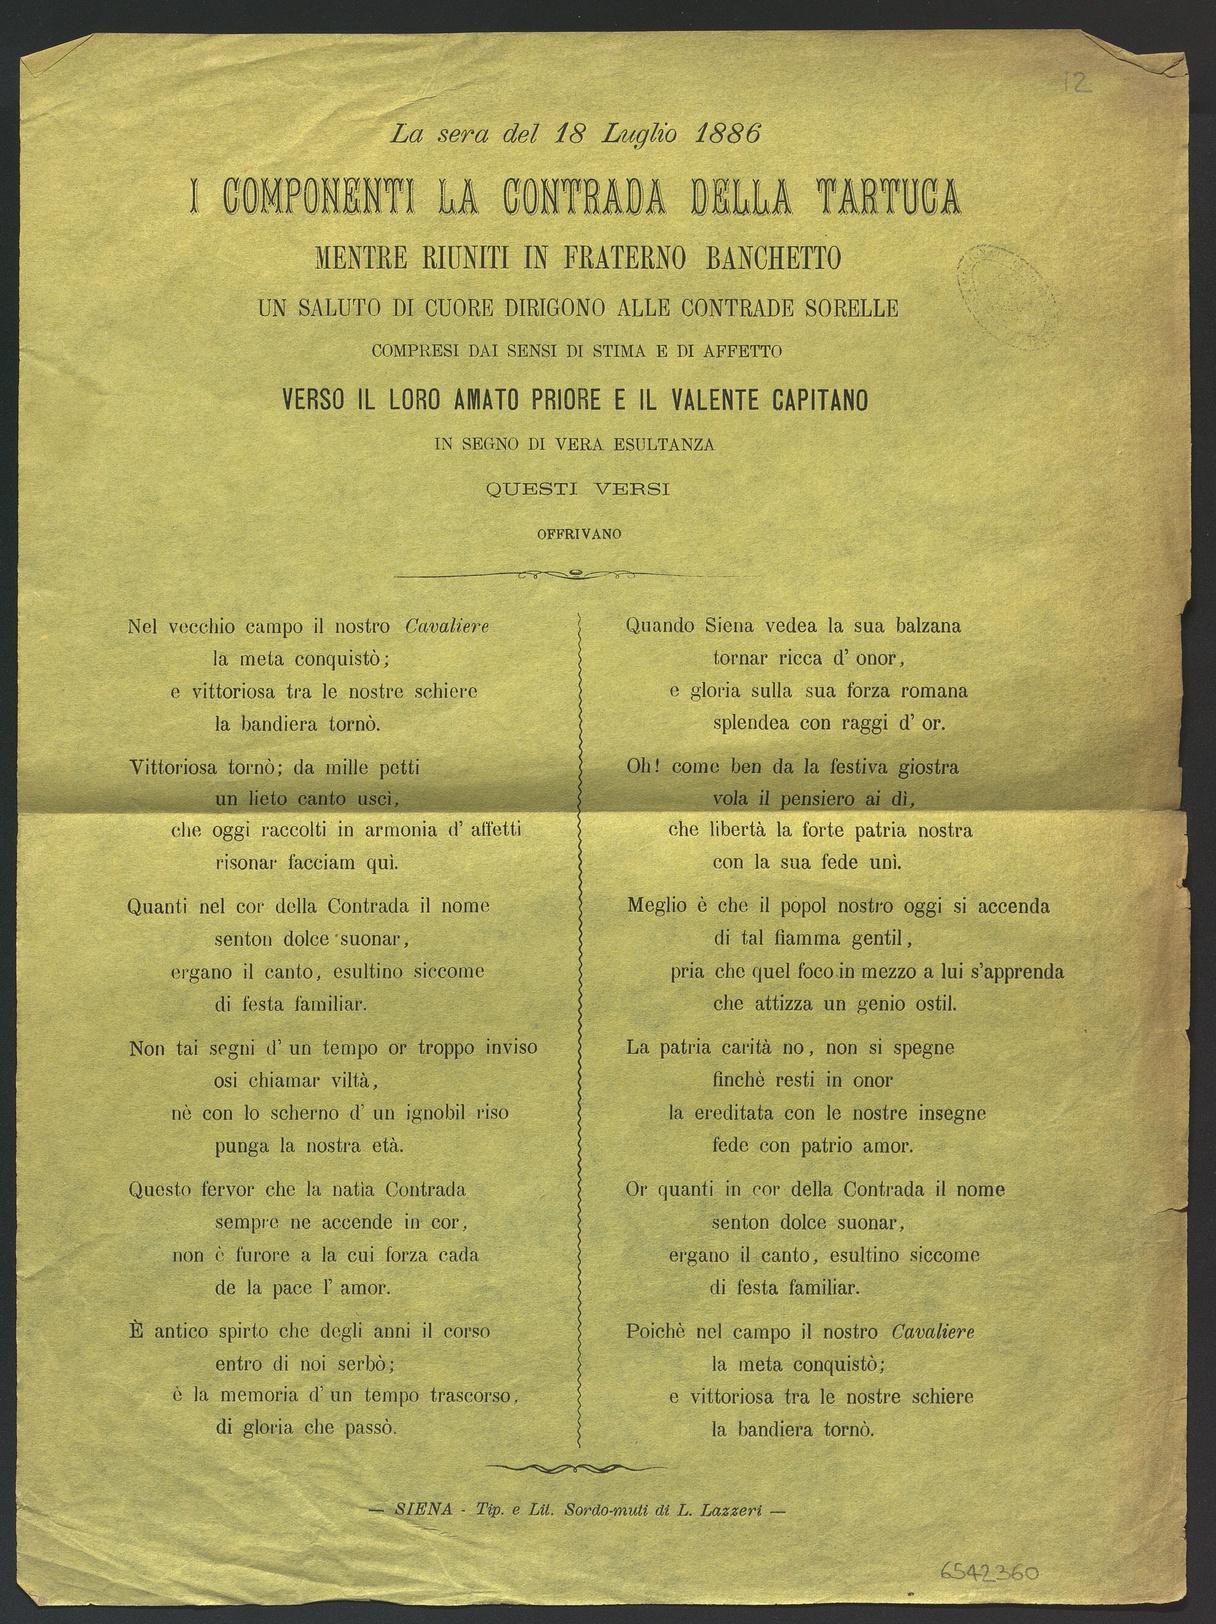 12
La sera del 18 Luglio 1886
I COMPONENTI LA CONTRADA DELLA TARTUCA
MENTRE RIUNITI IN FRATERNO BANCHETTO
UN SALUTO DI CUORE DIRIGONO ALLE CONTRADE SORELLE
COMPRESI DAI SENSI DI STIMA E DI AFFETTO
VERSO IL LORO AMATO PRIORE E IL VALENTE CAPITANO
IN SEGNO DI VERA ESULTANZA
QUESTI VERSI
OFFRIVANO
Nel vecchio campo il nostro Cavaliere
la meta conquistò;
e vittoriosa tra le nostre schiere
la bandiera tornò.
Vittoriosa tornò; da mille petti
un lieto canto uscì,
che oggi raccolti in armonia d' affetti
risonar facciam quì.
Quanti nel cor della Contrada il nome
senton dolce suonar,
ergano il canto, esultino siccome
di festa familiar.
Non tai segni d' un tempo or troppo inviso
osi chiamar viltà,
nè con lo scherno d' un ignobil riso
punga la nostra età.
Questo fervor che la natìa Contrada
sempre ne accende in cor,
non è furore a la cui forza cada
de la pace l' amor.
È antico spirto che degli anni il corso
entro di noi serbò;
è la memoria d' un tempo trascorso,
di gloria che passò.
Quando Siena vedea la sua balzana
tornar ricca d' onor,
e gloria sulla sua forza romana
splendea con raggi d' or.
Oh! come ben da la festiva giostra
vola il pensiero ai dì,
che libertà la forte patria nostra
con la sua fede unì.
Meglio è che il popol nostro oggi si accenda
di tal fiamma gentil,
pria che quel foco in mezzo a lui s'apprenda
che attizza un genio ostil.
La patria carità no, non si spegne
finchè resti in onor
la ereditata con le nostre insegne
fede con patrio amor.
Or quanti in cor della Contrada il nome
senton dolce suonar,
ergano il canto, esultino siccome
di festa familiar.
Poichè nel campo il nostro Cavaliere
la meta conquistò;
e vittoriosa tra le nostre schiere
la bandiera tornò.
— SIENA - Tip. e Lit. Sordo-muti di L. Lazzeri —
6542360